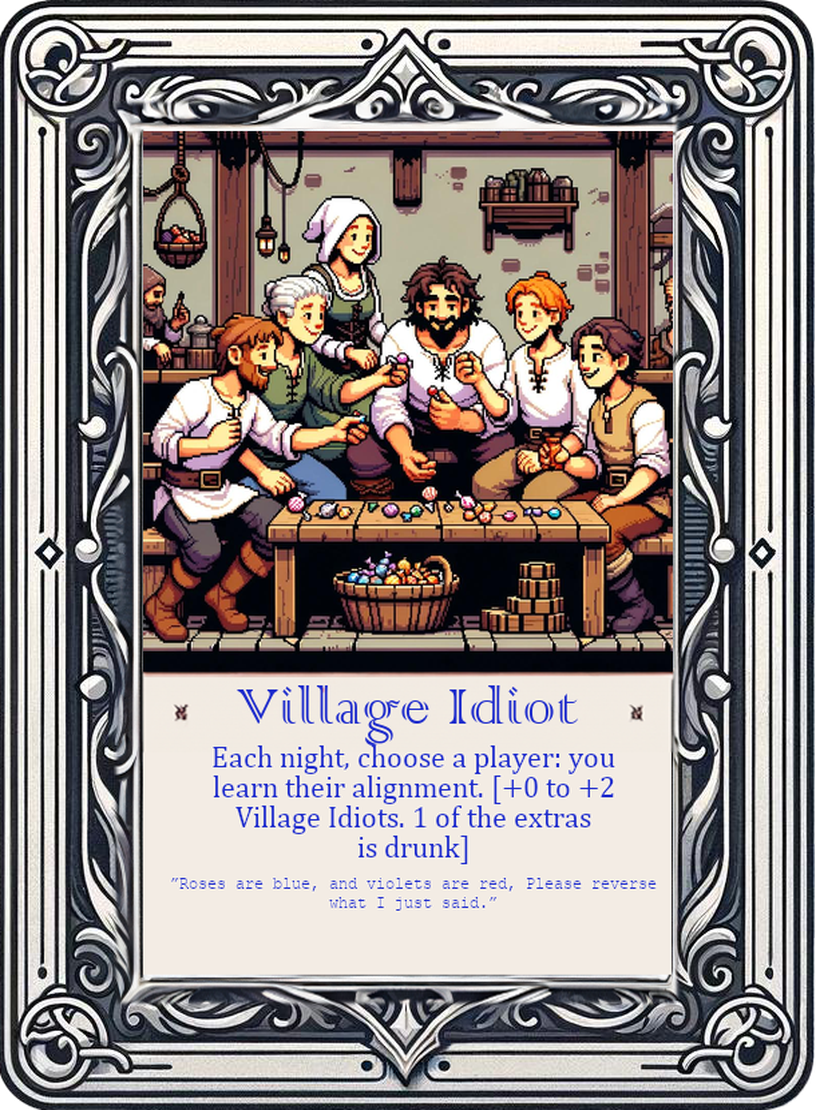 Village Idiot
Each night, choose a player: you
learn their alignment. [+0 to +2
Village Idiots. 1 of the extras
is drunk]
”Roses are blue, and violets are red, Please reverse
what I just said.”